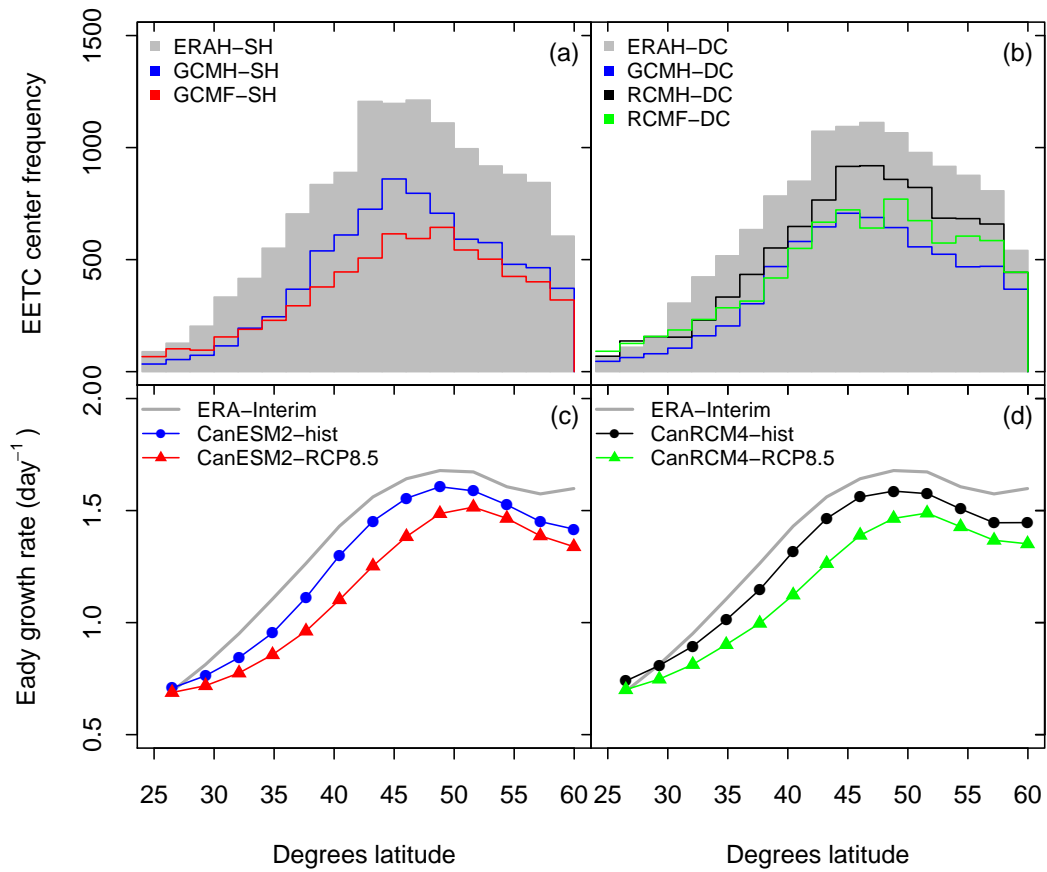 (a)
ERAH−SH
GCMH−SH
GCMF−SH
(b)
ERAH−DC
GCMH−DC
RCMH−DC
RCMF−DC
EETC center frequency
1500
1000
500
0
(c)
ERA−Interim
CanESM2−hist
CanESM2−RCP8.5
(d)
ERA−Interim
CanRCM4−hist
CanRCM4−RCP8.5
Eady growth rate (day⁻¹ )
2.0
2.0
1.5
1.0
0.5
25 30 35 40 45 50 55 60
25 30 35 40 45 50 55 60
Degrees latitude
Degrees latitude